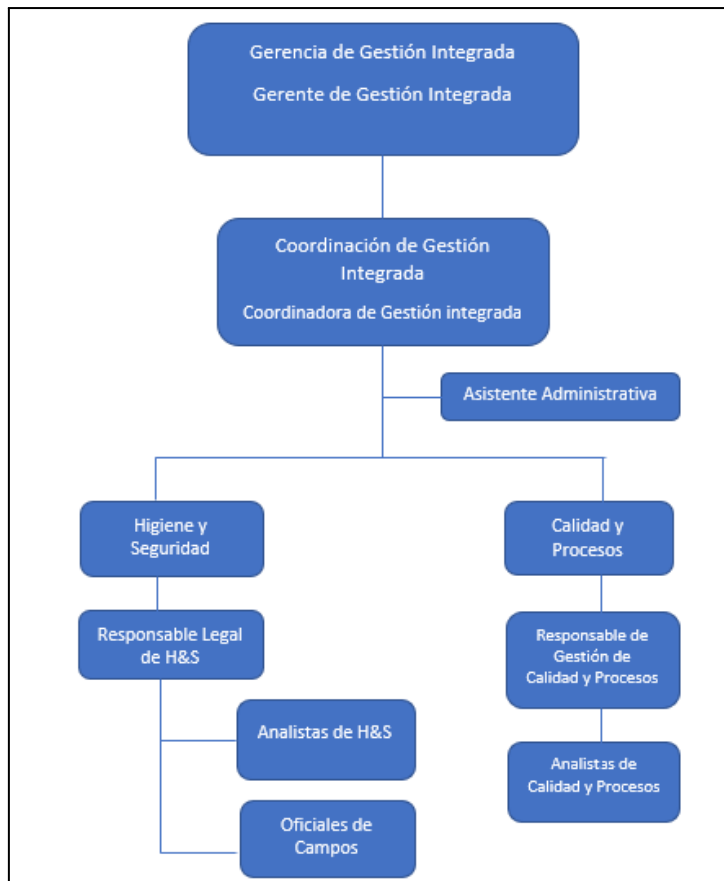 Gerencia de Gestión Integrada
Gerente de Gestión Integrada
Coordinación de Gestión
Integrada
Coordinadora de Gestión integrada
Asistente Administrativa
Higiene y
Seguridad
Calidad y
Procesos
Responsable Legal
de H&S
Responsable de
Gestión de
Calidad y Procesos
Analistas de H&S
Analistas de
Calidad y Procesos
Oficiales de
Campos